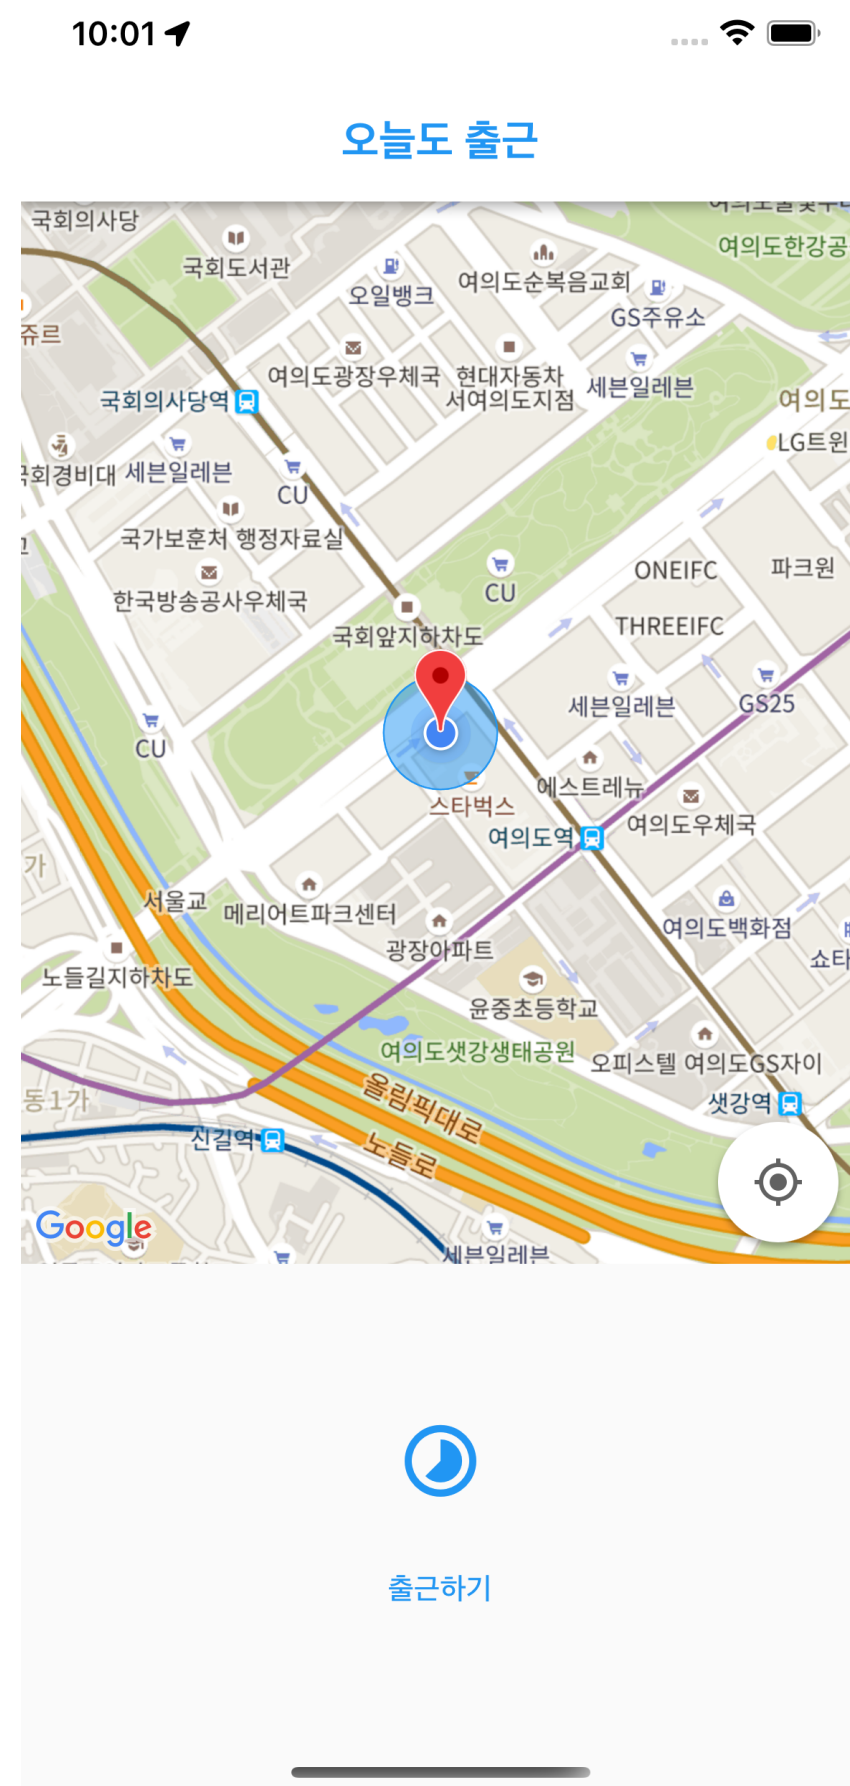 10:01
오늘도 출근
국회의사당
여의도한강공
국회도서관
오일뱅크
여의도순복음교회
GS주유소
쥬르
여의도광장우체국
현대자동차
서여의도지점
세븐일레븐
국회의사당역
여의도
LG트윈
국회경비대
세븐일레븐
CU
국가보훈처 행정자료실
한국방송공사우체국
CU
ONEIFC
파크원
THREEIFC
국회앞지하차도
세븐일레븐
GS25
CU
에스트레뉴
스타벅스
여의도역
여의도우체국
가
서울교
메리어트파크센터
여의도백화점
광장아파트
노들길지하차도
쇼타
윤중초등학교
여의도샛강생태공원
오피스텔 여의도GS자이
동1가
올림픽대로
샛강역
신길역
노들로
Google
세븐일레븐
출근하기